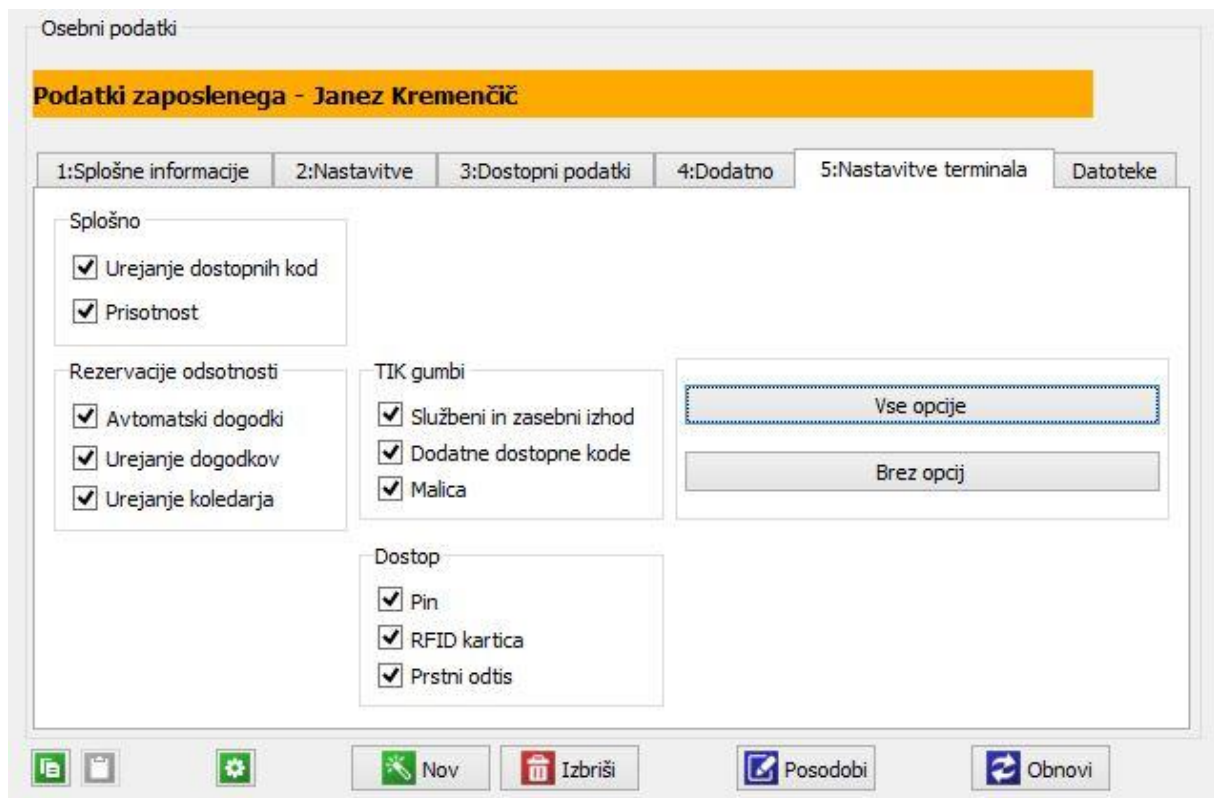 Osebni podatki
Podatki zaposlenega - Janez Kremenčič
1:Splošne informacije 2:Nastavitve 3:Dostopni podatki 4:Dodatno 5:Nastavitve terminala Datoteke
Splošno
Urejanje dostopnih kod
Prisotnost
Rezervacije odsotnosti
Avtomatski dogodki
Urejanje dogodkov
Urejanje koledarja
TIK gumbi
Službeni in zasebni izhod
Dodatne dostopne kode
Malica
Vse opcije
Brez opcij
Dostop
Pin
RFID kartica
Prstni odtis
Nov Izbriši Posodobi Obnovi